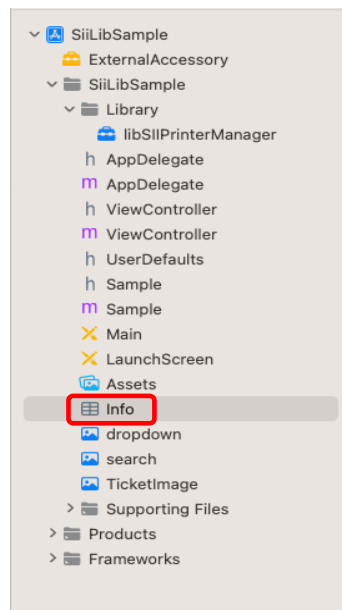 SiiLibSample
ExternalAccessory
SiiLibSample
Library
libSIIPrinterManager
h AppDelegate
m AppDelegate
h ViewController
m ViewController
h UserDefaults
h Sample
m Sample
Main
LaunchScreen
Assets
Info
dropdown
search
TicketImage
Supporting Files
Products
Frameworks